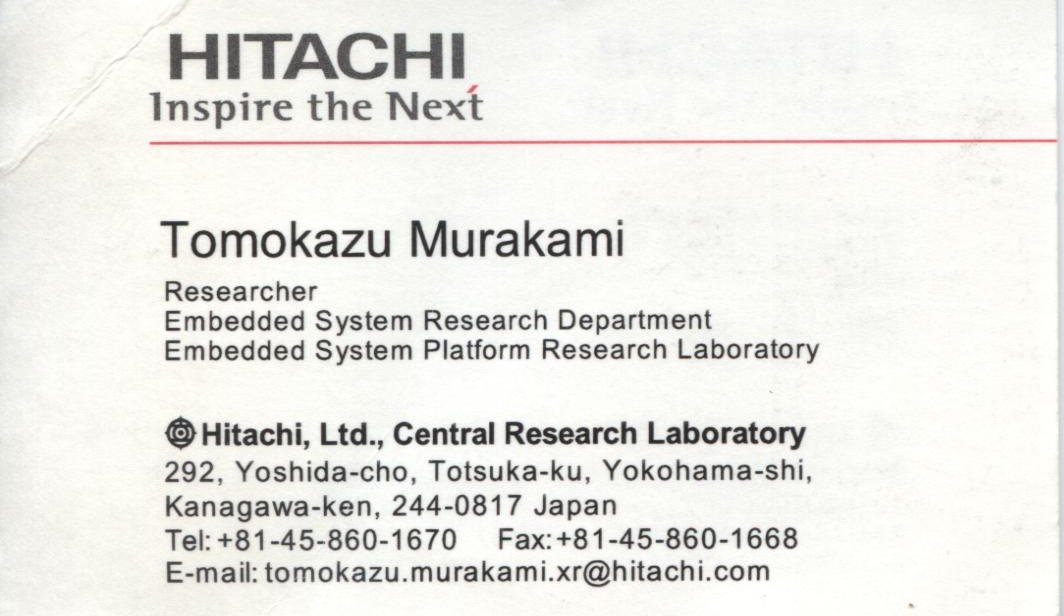 HITACHI
Inspire the Next
Tomokazu Murakami
Researcher
Embedded System Research Department
Embedded System Platform Research Laboratory
Hitachi, Ltd., Central Research Laboratory
292, Yoshida-cho, Totsuka-ku, Yokohama-shi,
Kanagawa-ken, 244-0817 Japan
Tel: +81-45-860-1670 Fax: +81-45-860-1668
E-mail: tomokazu.murakami.xr@hitachi.com